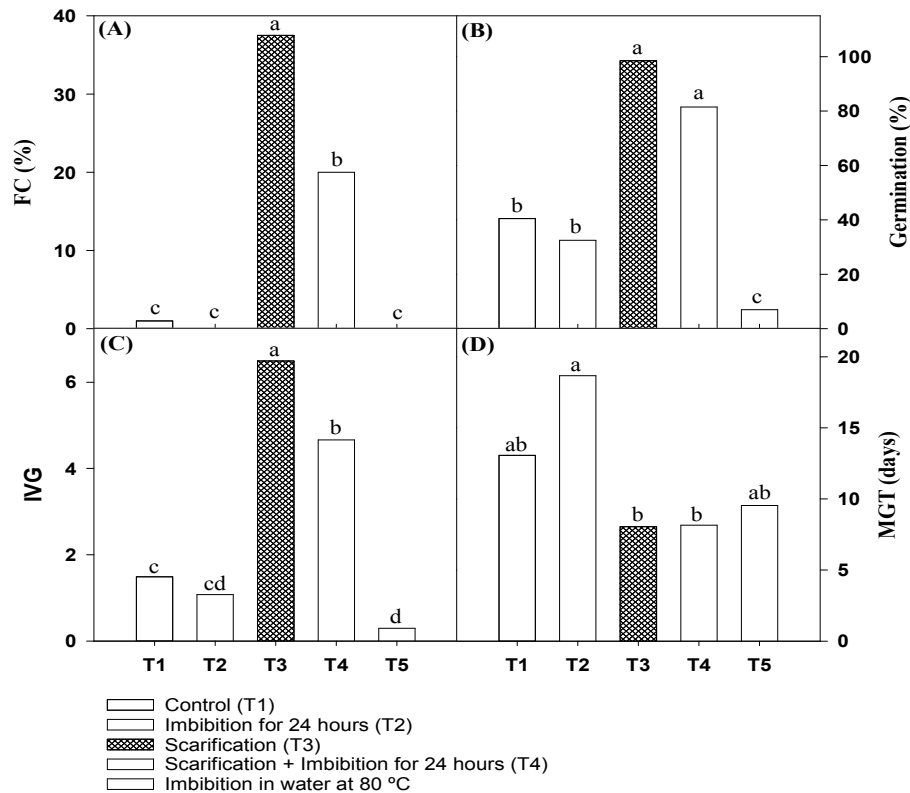 (A)
40
30
20
10
0
FC (%)
c
c
a
b
c
(B)
100
80
60
40
20
0
Germination (%)
b
b
a
a
c
(C)
6
4
2
0
IVG
c
cd
a
b
d
T1 T2 T3 T4 T5
(D)
20
15
10
5
0
MGT (days)
ab
a
b
b
ab
T1 T2 T3 T4 T5
Control (T1)
Imbibition for 24 hours (T2)
Scarification (T3)
Scarification + Imbibition for 24 hours (T4)
Imbibition in water at 80 ºC